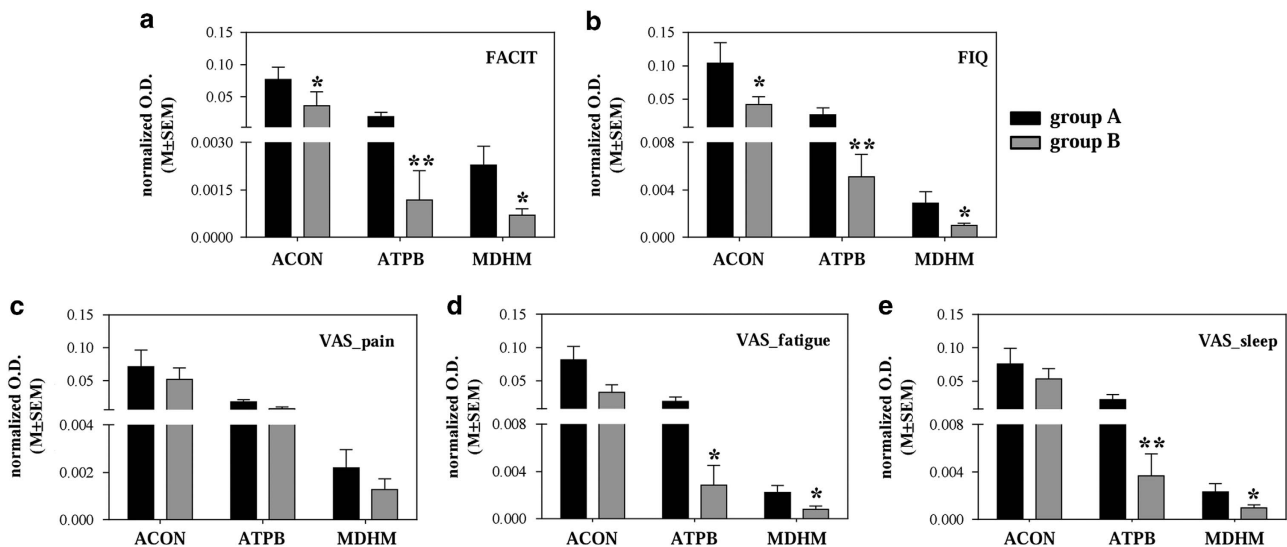 a
FACIT
normalized O.D.
(M±SEM)
0.15
0.10
0.05
0.0030
0.0015
0.0000
*
**
*
ACON ATPB MDHM
b
FIQ
normalized O.D.
(M±SEM)
0.15
0.10
0.05
0.008
0.004
0.000
*
**
*
ACON ATPB MDHM
group A
group B
c
VAS_pain
normalized O.D.
(M±SEM)
0.15
0.10
0.05
0.004
0.002
0.000
ACON ATPB MDHM
d
VAS_fatigue
normalized O.D.
(M±SEM)
0.15
0.10
0.05
0.008
0.004
0.000
*
*
ACON ATPB MDHM
e
VAS_sleep
normalized O.D.
(M±SEM)
0.15
0.10
0.05
0.008
0.004
0.000
**
*
ACON ATPB MDHM